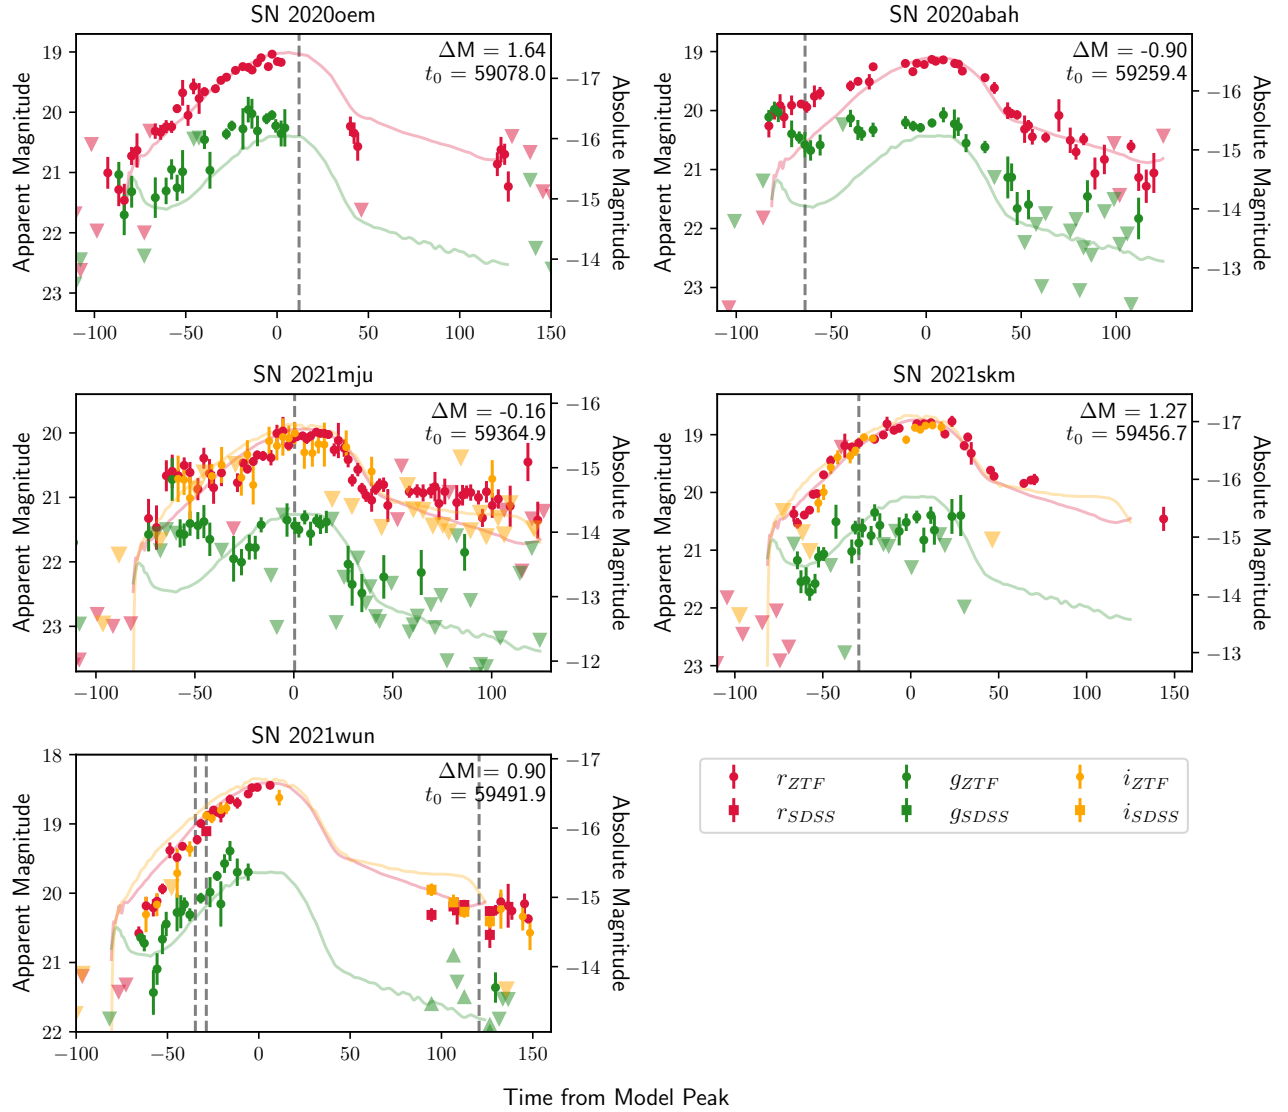 SN 2020oem
ΔM = 1.64
t0 = 59078.0
Apparent Magnitude
19
20
21
22
23
−17
−16
−15
−14
Absolute Magnitude
−100
−50
0
50
100
150
SN 2020abah
ΔM = -0.90
t0 = 59259.4
Apparent Magnitude
19
20
21
22
23
−16
−15
−14
−13
Absolute Magnitude
−100
−50
0
50
100
SN 2021mju
ΔM = -0.16
t0 = 59364.9
Apparent Magnitude
20
21
22
23
−16
−15
−14
−13
−12
Absolute Magnitude
−100
−50
0
50
100
SN 2021skm
ΔM = 1.27
t0 = 59456.7
Apparent Magnitude
19
20
21
22
23
−17
−16
−15
−14
−13
Absolute Magnitude
−100
−50
0
50
100
150
SN 2021wun
ΔM = 0.90
t0 = 59491.9
Apparent Magnitude
18
19
20
21
22
−17
−16
−15
−14
Absolute Magnitude
−100
−50
0
50
100
150
rZTF
gZTF
iZTF
rSDSS
gSDSS
iSDSS
Time from Model Peak